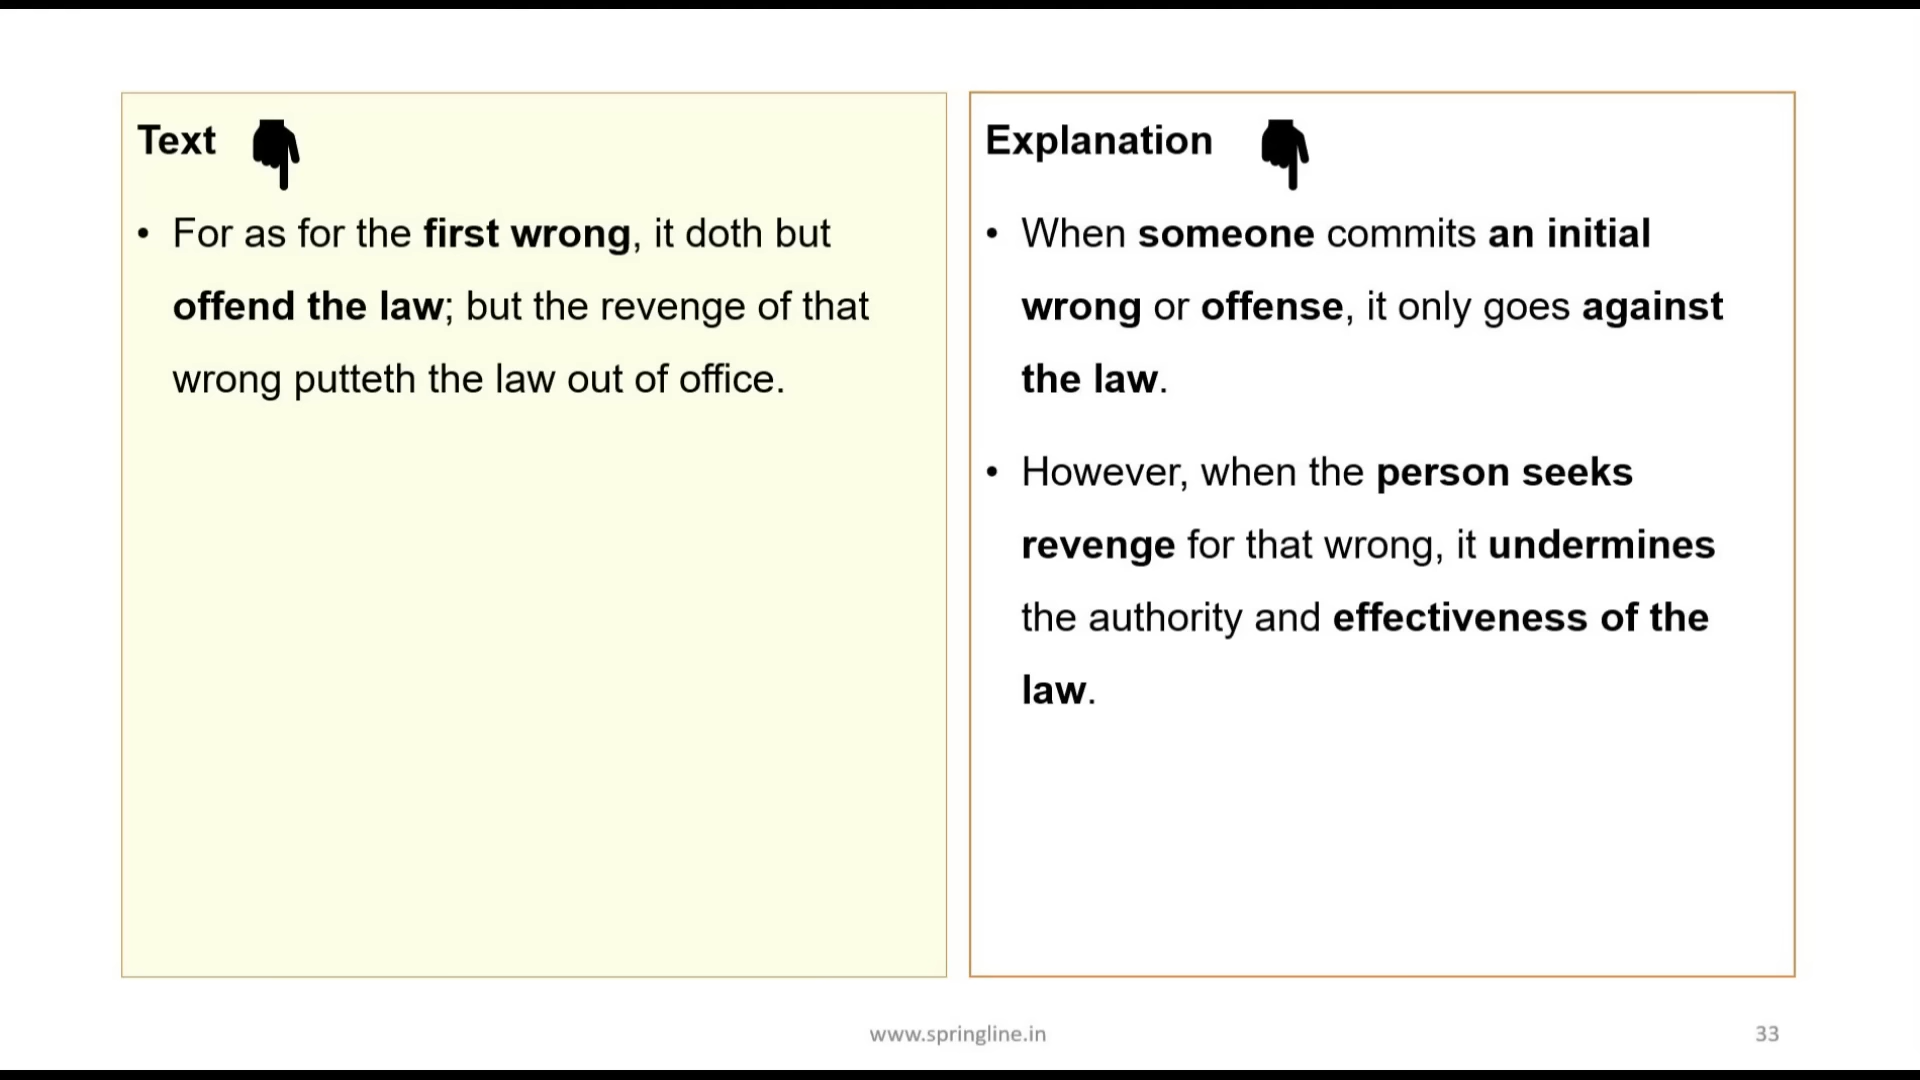 Text
• For as for the first wrong, it doth but
offend the law; but the revenge of that
wrong putteth the law out of office.
Explanation
• When someone commits an initial
wrong or offense, it only goes against
the law.
• However, when the person seeks
revenge for that wrong, it undermines
the authority and effectiveness of the
law.
www.springline.in
33